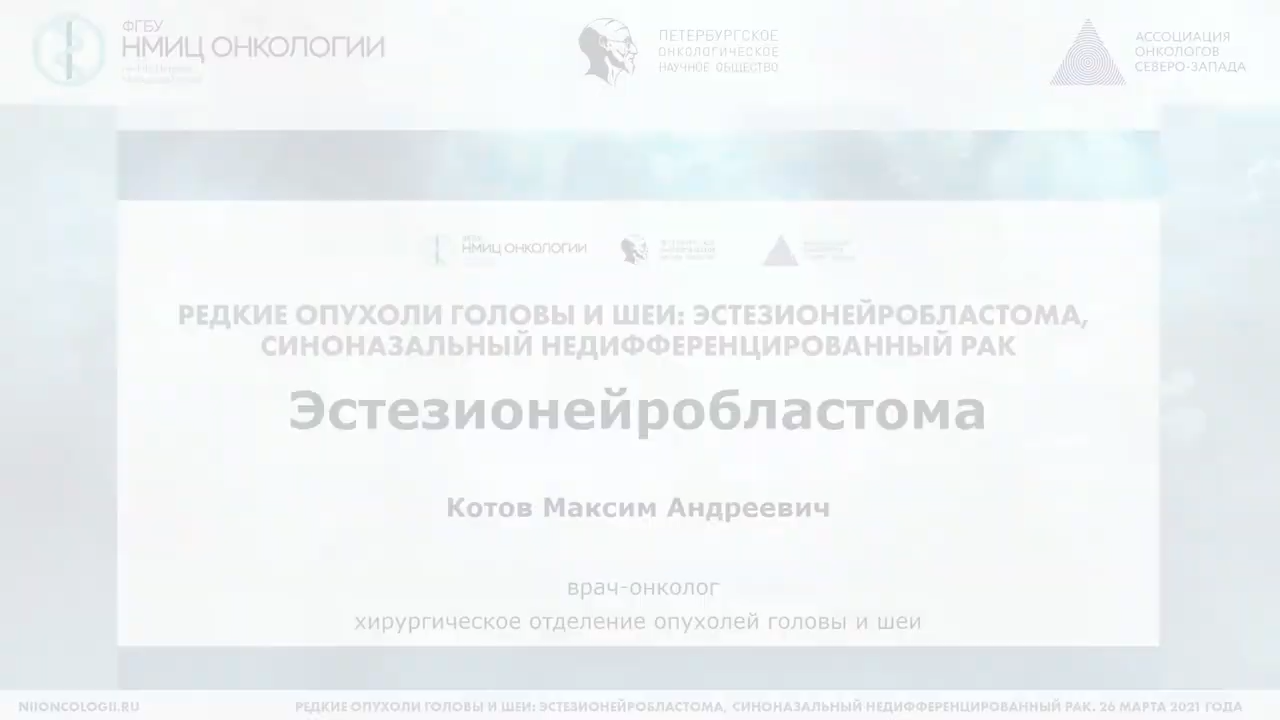 ФГБУ
НМИЦ ОНКОЛОГИИ
ПЕТЕРБУРГСКОЕ
ОНКОЛОГИЧЕСКОЕ
НАУЧНОЕ ОБЩЕСТВО
АССОЦИАЦИЯ
ОНКОЛОГОВ
СЕВЕРО-ЗАПАДА
НМИЦ ОНКОЛОГИИ
РЕДКИЕ ОПУХОЛИ ГОЛОВЫ И ШЕИ: ЭСТЕЗИОНЕЙРОБЛАСТОМА,
СИНОНАЗАЛЬНЫЙ НЕДИФФЕРЕНЦИРОВАННЫЙ РАК
Эстезионейробластома
Котов Максим Андреевич
врач-онколог
хирургическое отделение опухолей головы и шеи
NIIONCOLOGII.RU
РЕДКИЕ ОПУХОЛИ ГОЛОВЫ И ШЕИ: ЭСТЕЗИОНЕЙРОБЛАСТОМА, СИНОНАЗАЛЬНЫЙ НЕДИФФЕРЕНЦИРОВАННЫЙ РАК. 26 МАРТА 2021 ГОДА